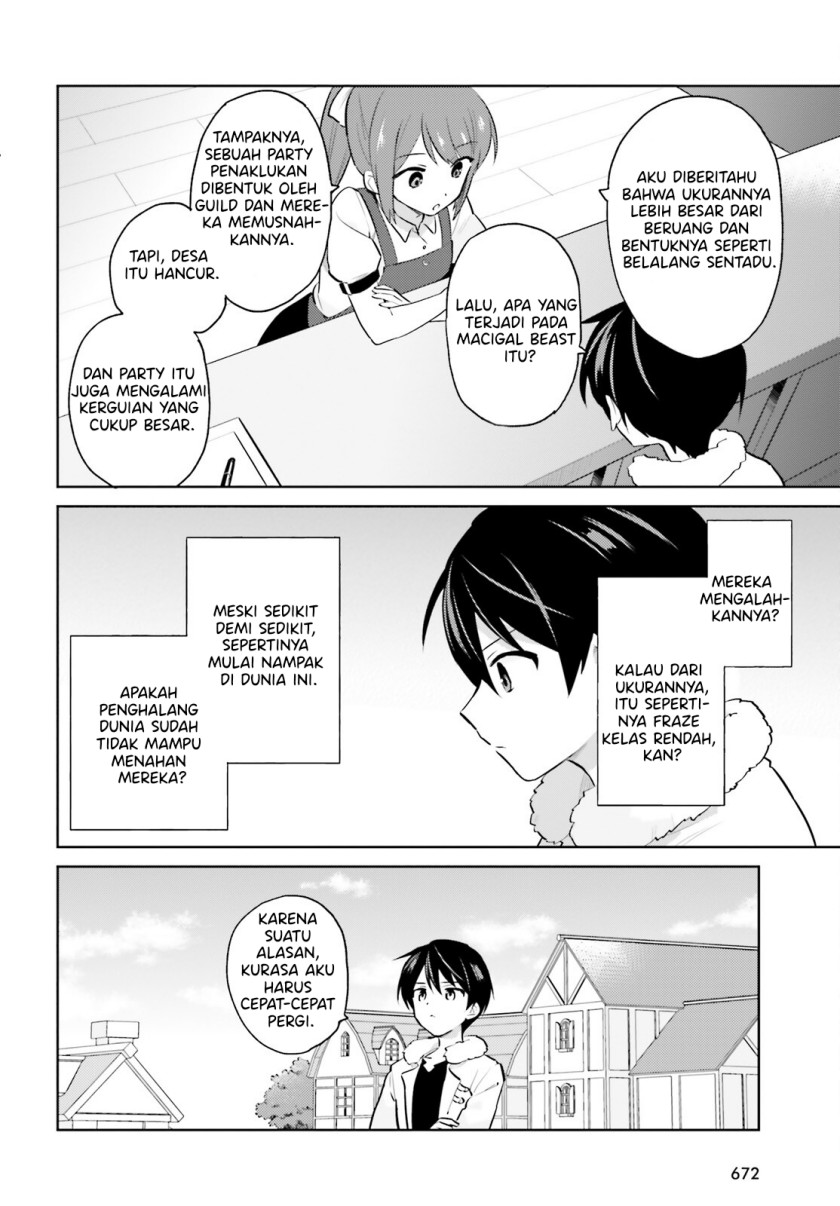 AKU DIBERITAHU
BAHWA UKURANNYA
LEBIH BESAR DARI
BERUANG DAN
BENTUKNYA SEPERTI
BELALANG SENTADU.
LALU, APA YANG
TERJADI PADA
MACIGAL BEAST
ITU?
TAMPAKNYA,
SEBUAH PARTY
PENAKLUKAN
DIBENTUK OLEH
GUILD DAN MERE-
KA MEMUSNAH-
KANNYA.
TAPI, DESA
ITU HANCUR.
DAN PARTY ITU
JUGA MENGALAMI
KERGUIAN YANG
CUKUP BESAR.
MEREKA
MENGALAH-
KANNYA?
KALAU DARI
UKURANNYA,
ITU SEPERTI-
NYA FRAZE
KELAS RENDAH,
KAN?
MESKI SEDIKIT
DEMI SEDIKIT,
SEPERTINYA
MULAI NAMPAK
DI DUNIA INI.
APAKAH
PENGHALANG
DUNIA SUDAH
TIDAK MAMPU
MENAHAN
MEREKA?
KARENA
SUATU
ALASAN,
KURASA AKU
HARUS
CEPAT-CEPAT
PERGI.
672